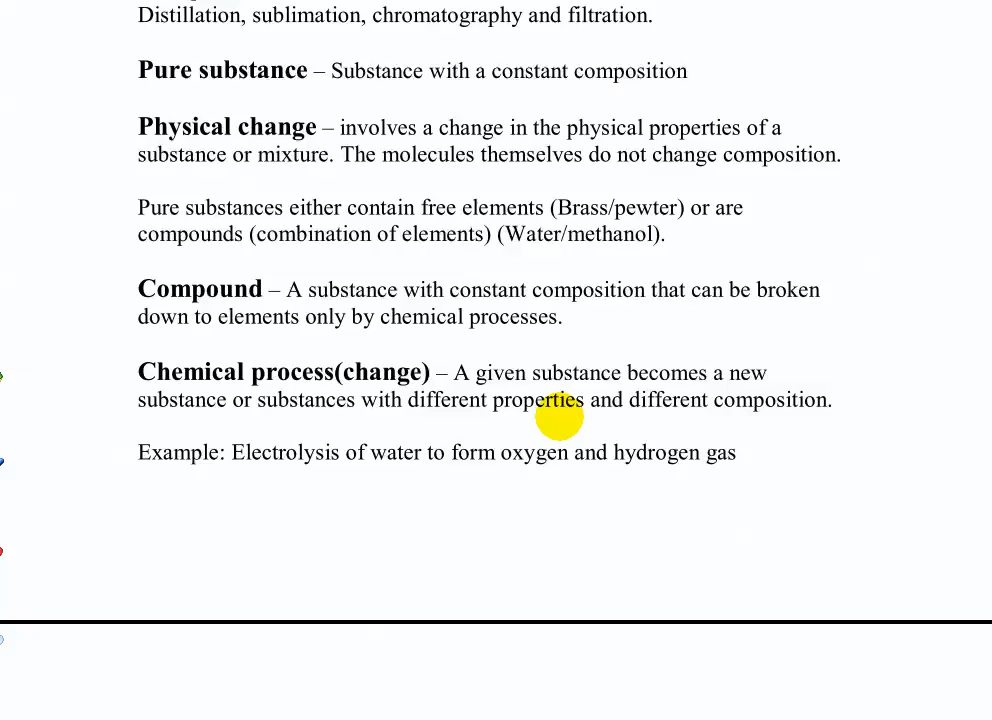 Distillation, sublimation, chromatography and filtration.
Pure substance – Substance with a constant composition
Physical change – involves a change in the physical properties of a
substance or mixture. The molecules themselves do not change composition.
Pure substances either contain free elements (Brass/pewter) or are
compounds (combination of elements) (Water/methanol).
Compound – A substance with constant composition that can be broken
down to elements only by chemical processes.
Chemical process(change) – A given substance becomes a new
substance or substances with different properties and different composition.
Example: Electrolysis of water to form oxygen and hydrogen gas